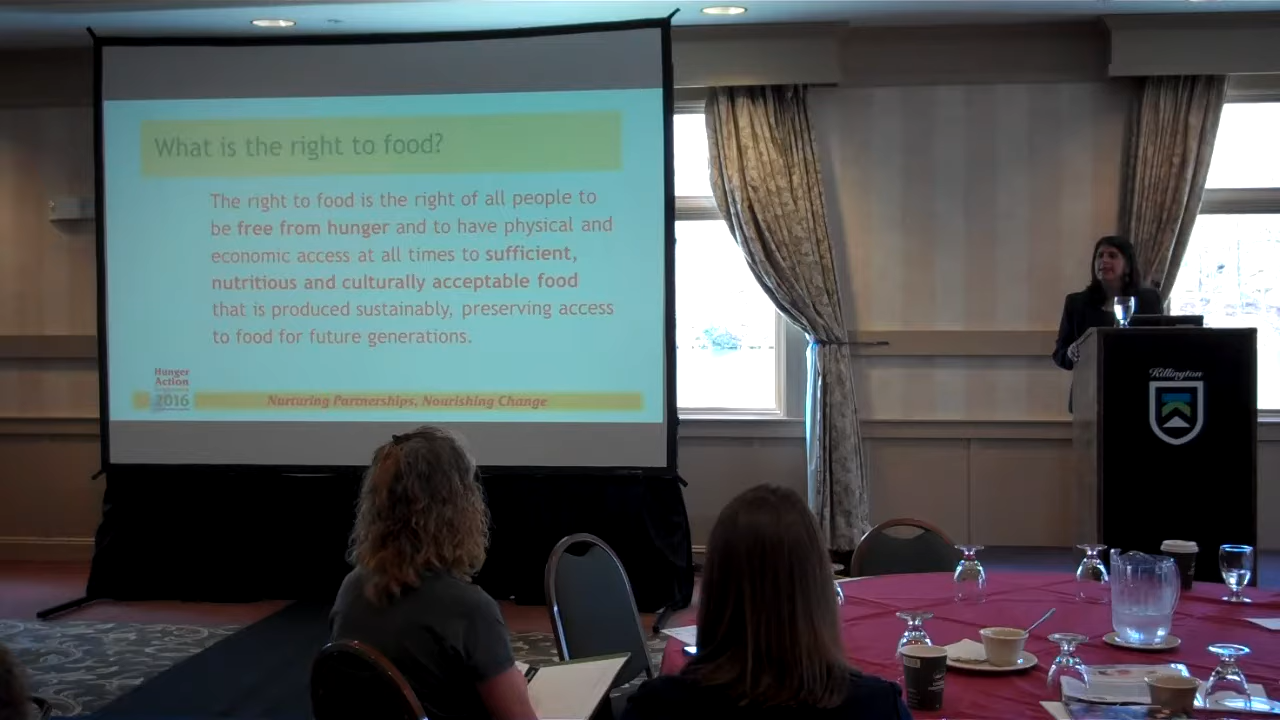 What is the right to food?
The right to food is the right of all people to
be free from hunger and to have physical and
economic access at all times to sufficient,
nutritious and culturally acceptable food
that is produced sustainably, preserving access
to food for future generations.
Hunger
Action
2016
Nurturing Partnerships, Nourishing Change
Killington